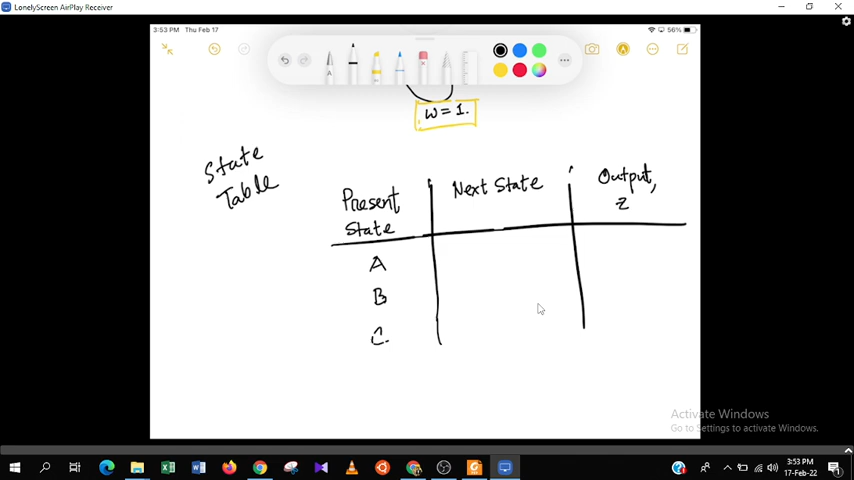 LonelyScreen AirPlay Receiver
3:53 PM Thu Feb 17
56%
A
w = 1.
State
Table
Present
State
Next State
Output,
z
A
B
C.
Activate Windows
Go to Settings to activate Windows.
3:53 PM
17-Feb-22